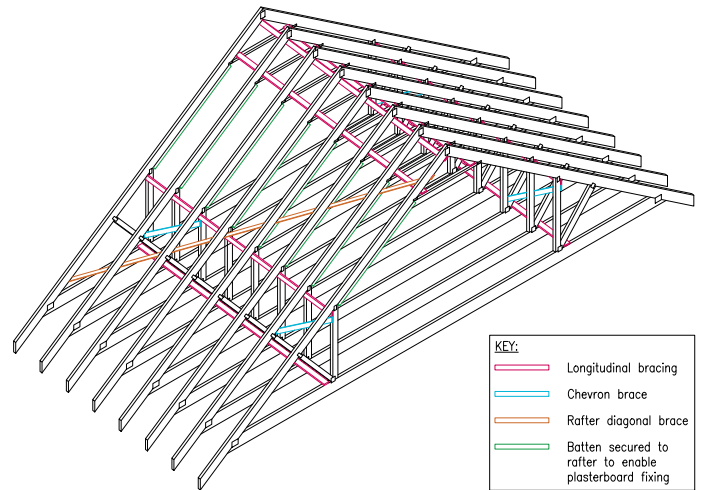 KEY:
Longitudinal bracing
Chevron brace
Rafter diagonal brace
Batten secured to
rafter to enable
plasterboard fixing